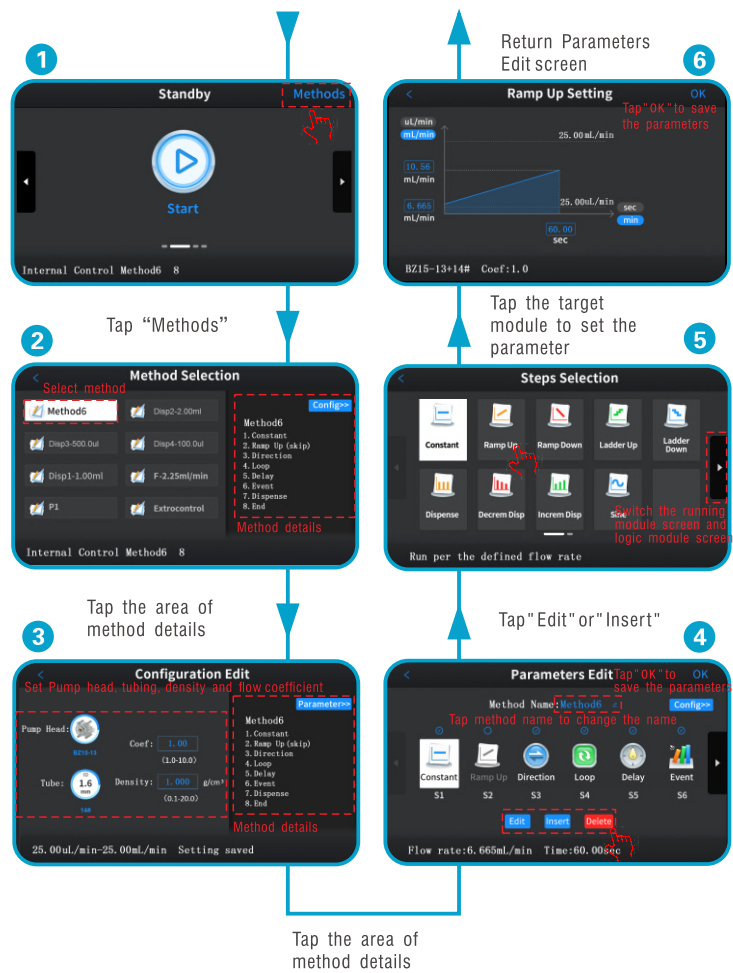 1
Standby
Methods
Start
Internal Control Method6 8
Tap “Methods”
2
<
Method Selection
Select method
Method6
Disp2-2.00ml
Disp3-500.0ul
Disp4-100.0ul
Disp1-1.00ml
F-2.25ml/min
P1
Extrocontrol
Config>>
Method6
1.Constant
2.Ramp Up(skip)
3.Direction
4.Loop
5.Delay
6.Event
7.Dispense
8.End
Method details
Internal Control Method6 8
Tap the area of
method details
3
<
Configuration Edit
Set Pump head, tubing, density and flow coefficient
Pump Head:
BZ15-13
Coef: 1.00
(1.0-10.0)
Tube:
1.6
mm
14#
Density: 1.000 g/cm³
(0.1-20.0)
Parameter>>
Method6
1.Constant
2.Ramp Up(skip)
3.Direction
4.Loop
5.Delay
6.Event
7.Dispense
8.End
Method details
25.00uL/min-25.00mL/min Setting saved
Tap the area of
method details
4
Tap"Edit"or"Insert"
<
Parameters Edit
OK
Tap"OK"to
save the parameters
Method Name:Method6
Config>>
Tap method name to change the name
Constant
Ramp Up
Direction
Loop
Delay
Event
S1
S2
S3
S4
S5
S6
Edit
Insert
Delete
Flow rate:6.665mL/min Time:60.00sec
5
Tap the target
module to set the
parameter
<
Steps Selection
Constant
Ramp Up
Ramp Down
Ladder Up
Ladder
Down
Dispense
Decrem Disp
Increm Disp
Switch the running
module screen and
logic module screen
Run per the defined flow rate
6
Return Parameters
Edit screen
<
Ramp Up Setting
OK
Tap"OK"to save
the parameters
uL/min
mL/min
25.00mL/min
10.56
mL/min
6.665
mL/min
25.00uL/min
sec
min
60.00
sec
BZ15-13+14# Coef:1.0